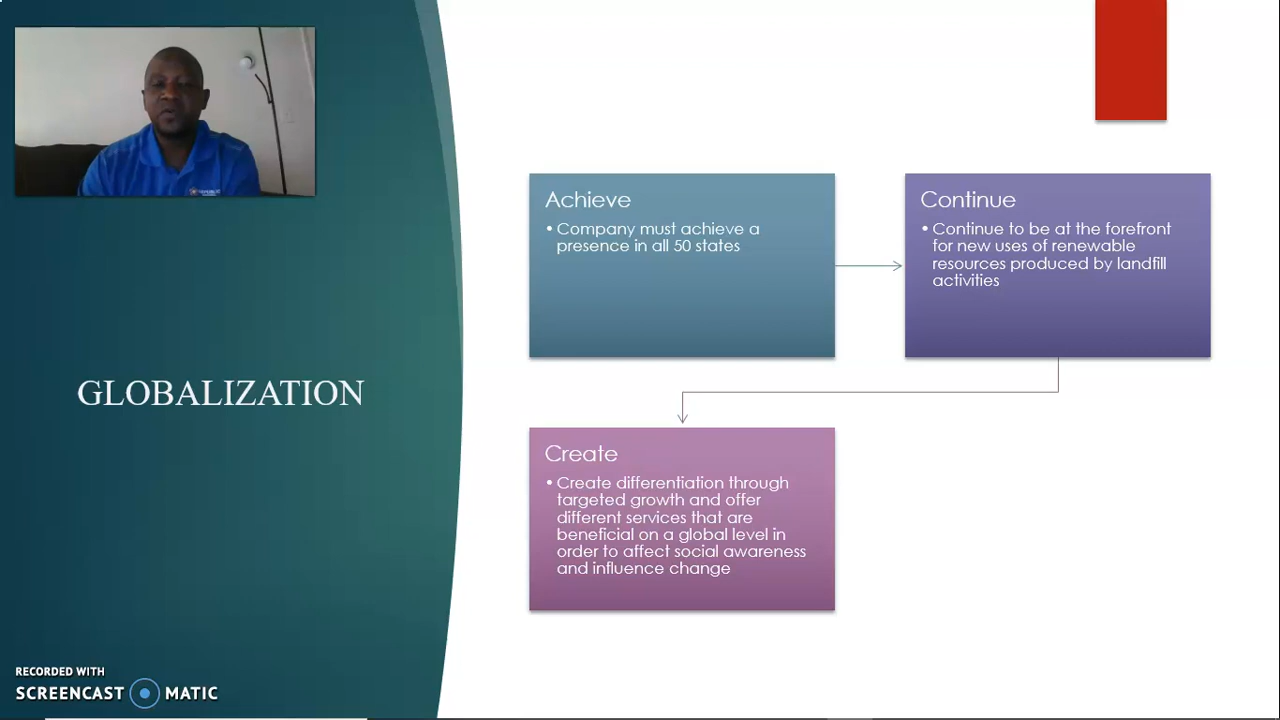 GLOBALIZATION
Achieve
• Company must achieve a
presence in all 50 states
Continue
• Continue to be at the forefront
for new uses of renewable
resources produced by landfill
activities
Create
• Create differentiation through
targeted growth and offer
different services that are
beneficial on a global level in
order to affect social awareness
and influence change
RECORDED WITH
SCREENCAST MATIC